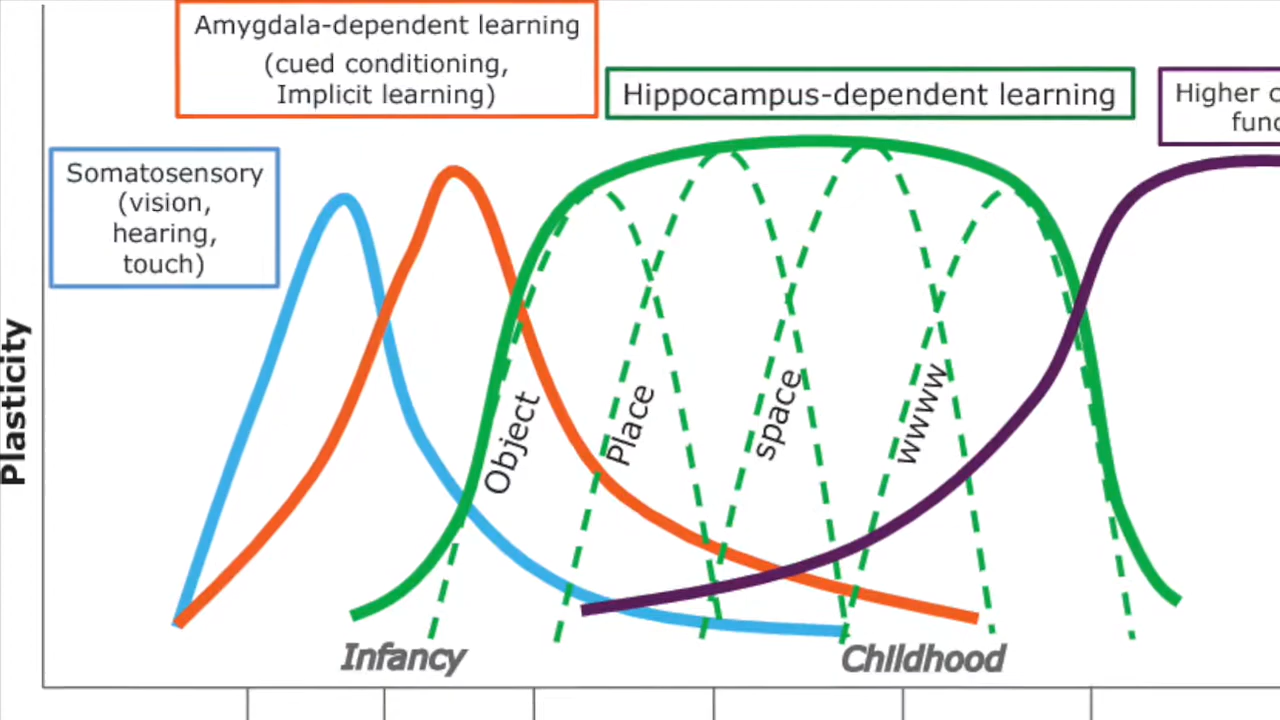 Amygdala-dependent learning
(cued conditioning,
Implicit learning)
Hippocampus-dependent learning
Higher
Somatosensory
(vision,
hearing,
touch)
Plasticity
Object
Place
space
wwww
Infancy
Childhood